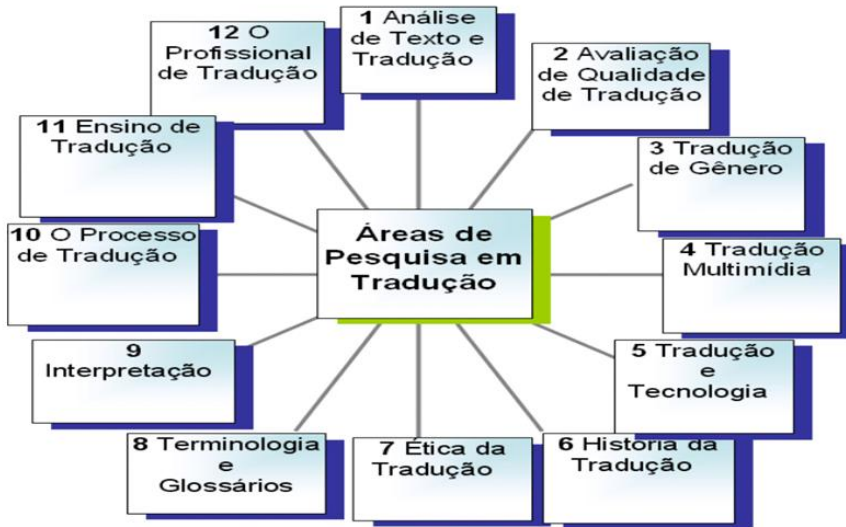 Áreas de
Pesquisa em
Tradução
1 Análise
de Texto e
Tradução
2 Avaliação
de Qualidade
de Tradução
3 Tradução
de Gênero
4 Tradução
Multimídia
5 Tradução
e
Tecnologia
6 História da
Tradução
7 Ética da
Tradução
8 Terminologia
e
Glossários
9
Interpretação
10 O Processo
de Tradução
11 Ensino de
Tradução
12 O
Profissional
de Tradução